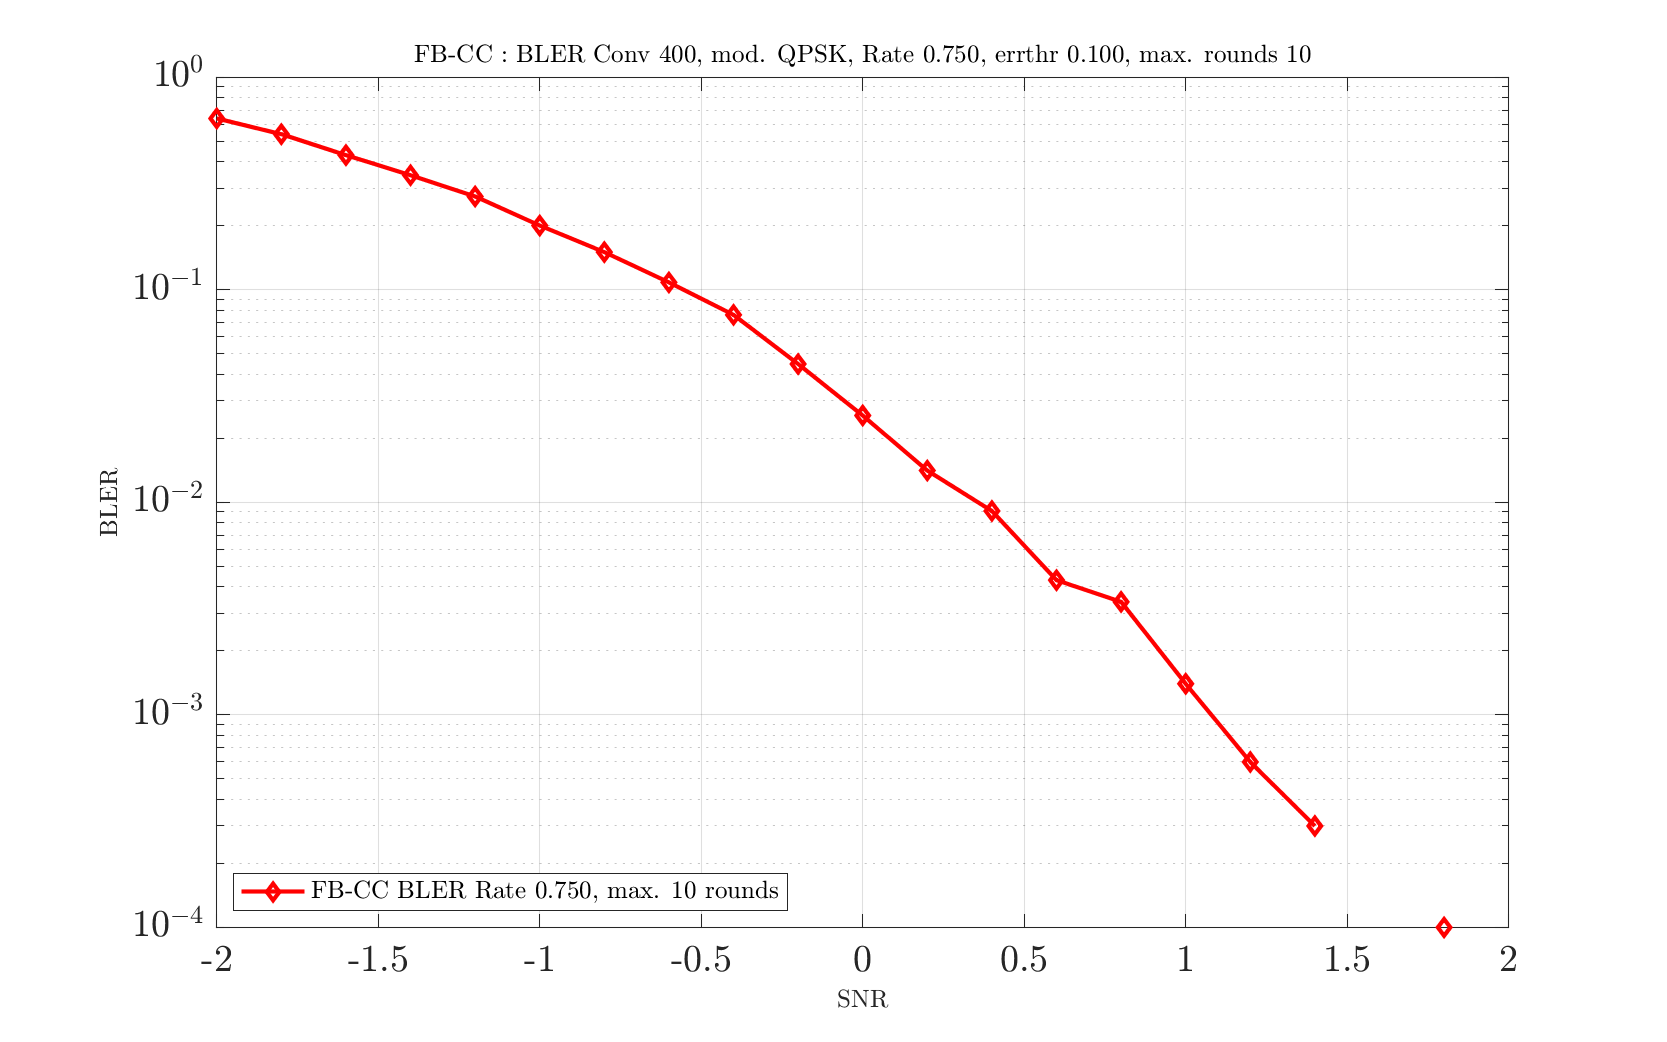 FB-CC : BLER Conv 400, mod. QPSK, Rate 0.750, errthr 0.100, max. rounds 10
10^0
10^{-1}
10^{-2}
10^{-3}
10^{-4}
BLER
FB-CC BLER Rate 0.750, max. 10 rounds
-2 -1.5 -1 -0.5 0 0.5 1 1.5 2
SNR